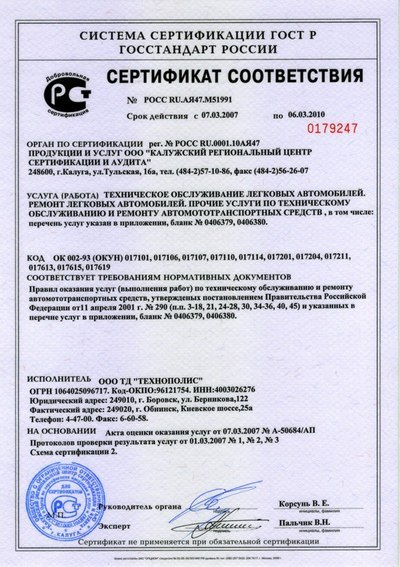 СИСТЕМА СЕРТИФИКАЦИИ ГОСТ Р
ГОССТАНДАРТ РОССИИ
Добровольная
сертификация
СЕРТИФИКАТ СООТВЕТСТВИЯ
№ РОСС RU.АЯ47.М51991
Срок действия с 07.03.2007 по 06.03.2010
0179247
ОРГАН ПО СЕРТИФИКАЦИИ рег. № РОСС RU.0001.10АЯ47
ПРОДУКЦИИ И УСЛУГ ООО "КАЛУЖСКИЙ РЕГИОНАЛЬНЫЙ ЦЕНТР
СЕРТИФИКАЦИИ И АУДИТА"
248600, г.Калуга, ул.Тульская, 16а, тел. (484-2)57-10-86, факс (484-2)56-26-07
УСЛУГА (РАБОТА) ТЕХНИЧЕСКОЕ ОБСЛУЖИВАНИЕ ЛЕГКОВЫХ АВТОМОБИЛЕЙ.
РЕМОНТ ЛЕГКОВЫХ АВТОМОБИЛЕЙ. ПРОЧИЕ УСЛУГИ ПО ТЕХНИЧЕСКОМУ
ОБСЛУЖИВАНИЮ И РЕМОНТУ АВТОМОТОТРАНСПОРТНЫХ СРЕДСТВ , в том числе:
перечень услуг указан в приложении, бланк № 0406379, 0406380.
КОД ОК 002-93 (ОКУН) 017101, 017106, 017107, 017110, 017114, 017201, 017204, 017211,
017613, 017615, 017619
СООТВЕТСТВУЕТ ТРЕБОВАНИЯМ НОРМАТИВНЫХ ДОКУМЕНТОВ
Правил оказания услуг (выполнения работ) по техническому обслуживанию и ремонту
автомототранспортных средств, утвержденых постановлением Правительства Российской
Федерации от11 апреля 2001 г. № 290 (п.п. 3-18, 21, 24-28, 30, 34-36, 40, 45) и указанных в
перечне услуг в приложении, бланк № 0406379, 0406380.
ИСПОЛНИТЕЛЬ ООО ТД "ТЕХНОПОЛИС"
ОГРН 1064025096717. Код-ОКПО:96121754. ИНН:4003026276
Юридический адрес: 249010, г. Боровск, ул. Берникова,122
Фактический адрес: 249020, г. Обнинск, Киевское шоссе,25а
Телефон: 4-47-00. Факс: 6-60-58.
НА ОСНОВАНИИ Акта оценки оказания услуг от 07.03.2007 № А-50684/АП
Протоколов проверки результата услуг от 01.03.2007 № 1, № 2, № 3
Схема сертификации 2.
Руководитель органа Корсунь В. Е.
подпись инициалы, фамилия
Эксперт Пальчик В.Н.
подпись инициалы, фамилия
М.П.
ДЛЯ
СЕРТИФИКАТОВ
КАЛУГА
Сертификат не применяется при обязательной сертификации